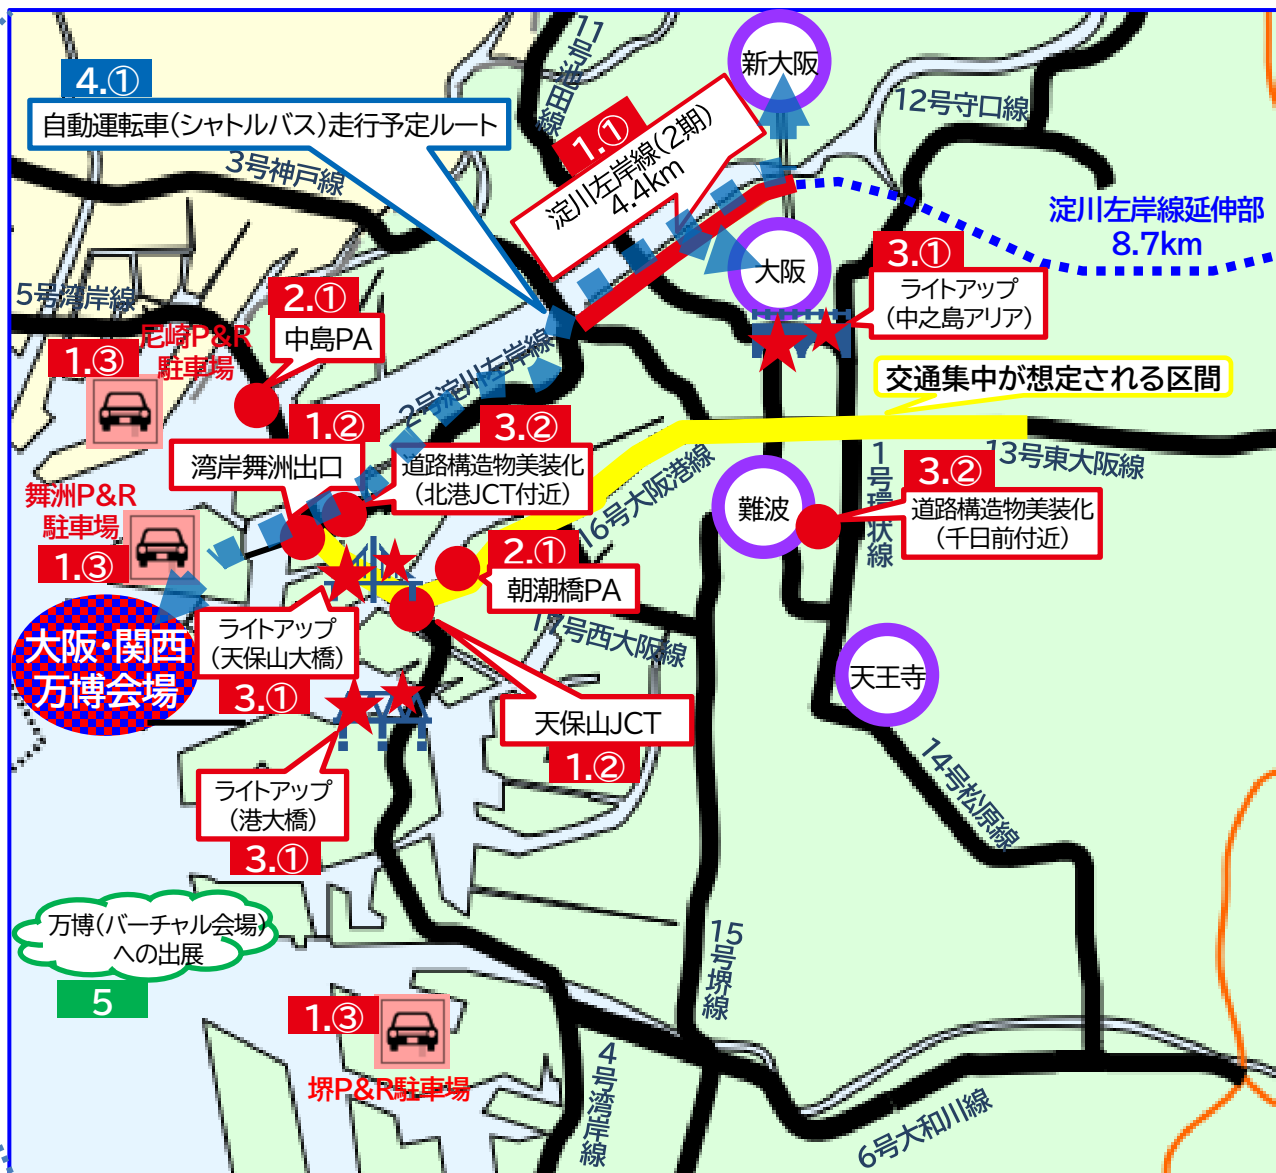 4.①
自動運転車(シャトルバス)走行予定ルート
3号神戸線
11号池田線
1.①
淀川左岸線(2期)
4.4km
新大阪
12号守口線
淀川左岸線延伸部
8.7km
大阪
3.①
ライトアップ
(中之島アリア)
5号湾岸線
2.①
中島PA
尼崎P&R
駐車場
1.③
2号淀川左岸線
交通集中が想定される区間
1.②
湾岸舞洲出口
3.②
道路構造物美装化
(北港JCT付近)
13号東大阪線
1号環状線
3.②
道路構造物美装化
(千日前付近)
難波
16号大阪港線
舞洲P&R
駐車場
1.③
2.①
朝潮橋PA
大阪・関西
万博会場
ライトアップ
(天保山大橋)
3.①
17号西大阪線
天王寺
天保山JCT
1.②
14号松原線
ライトアップ
(港大橋)
3.①
万博(バーチャル会場)
への出展
5
15号堺線
1.③
堺P&R駐車場
4号湾岸線
6号大和川線